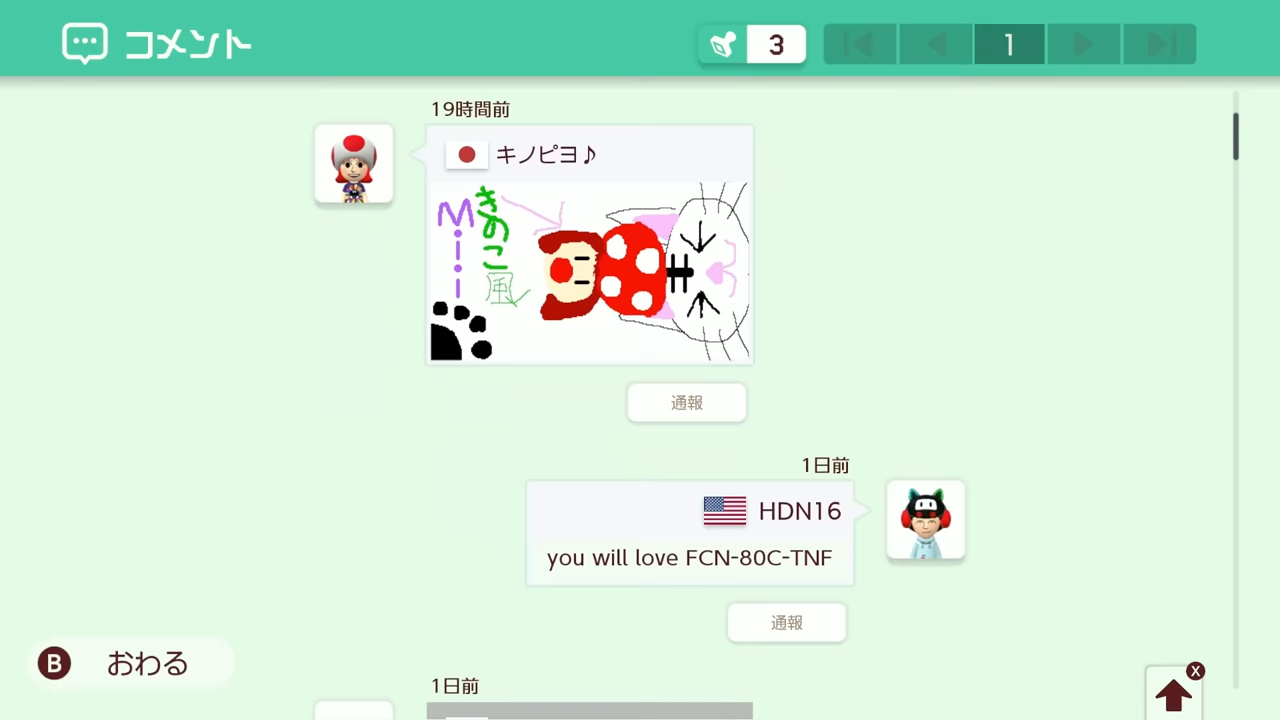 コメント
3
1
19時間前
キノピヨ♪
Miii
きのこ
風
通報
1日前
HDN16
you will love FCN-80C-TNF
通報
B おわる
1日前
X